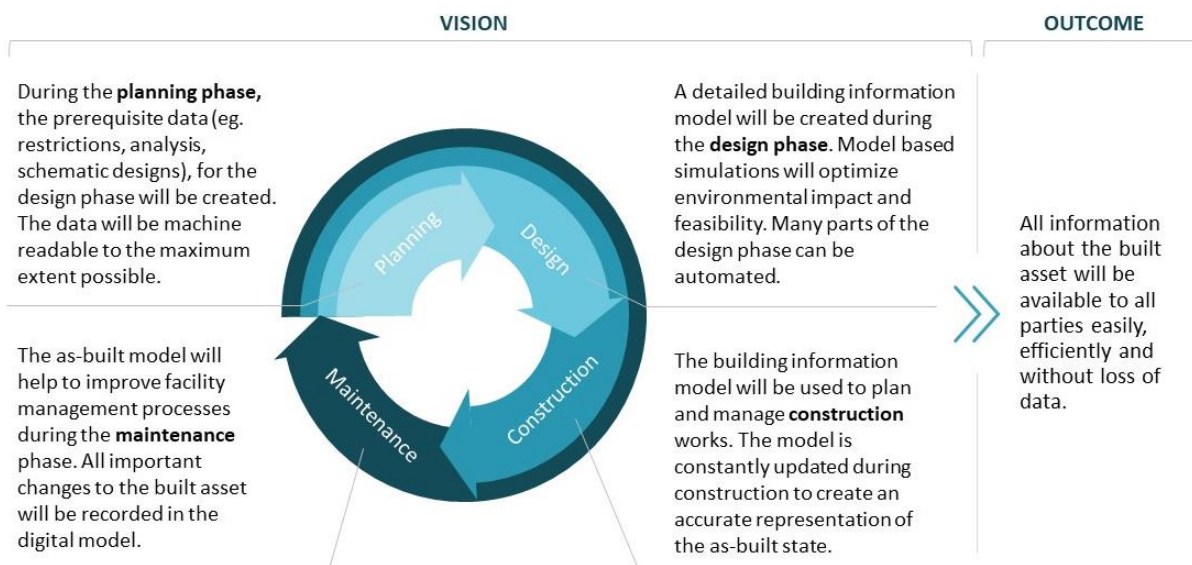 VISION
OUTCOME
During the planning phase,
the prerequisite data (eg.
restrictions, analysis,
schematic designs), for the
design phase will be created.
The data will be machine
readable to the maximum
extent possible.
Planning
Design
A detailed building information
model will be created during
the design phase. Model based
simulations will optimize
environmental impact and
feasibility. Many parts of the
design phase can be
automated.
The as-built model will
help to improve facility
management processes
during the maintenance
phase. All important
changes to the built asset
will be recorded in the
digital model.
Maintenance
Construction
The building information
model will be used to plan
and manage construction
works. The model is
constantly updated during
construction to create an
accurate representation of
the as-built state.
All information
about the built
asset will be
available to all
parties easily,
efficiently and
without loss of
data.